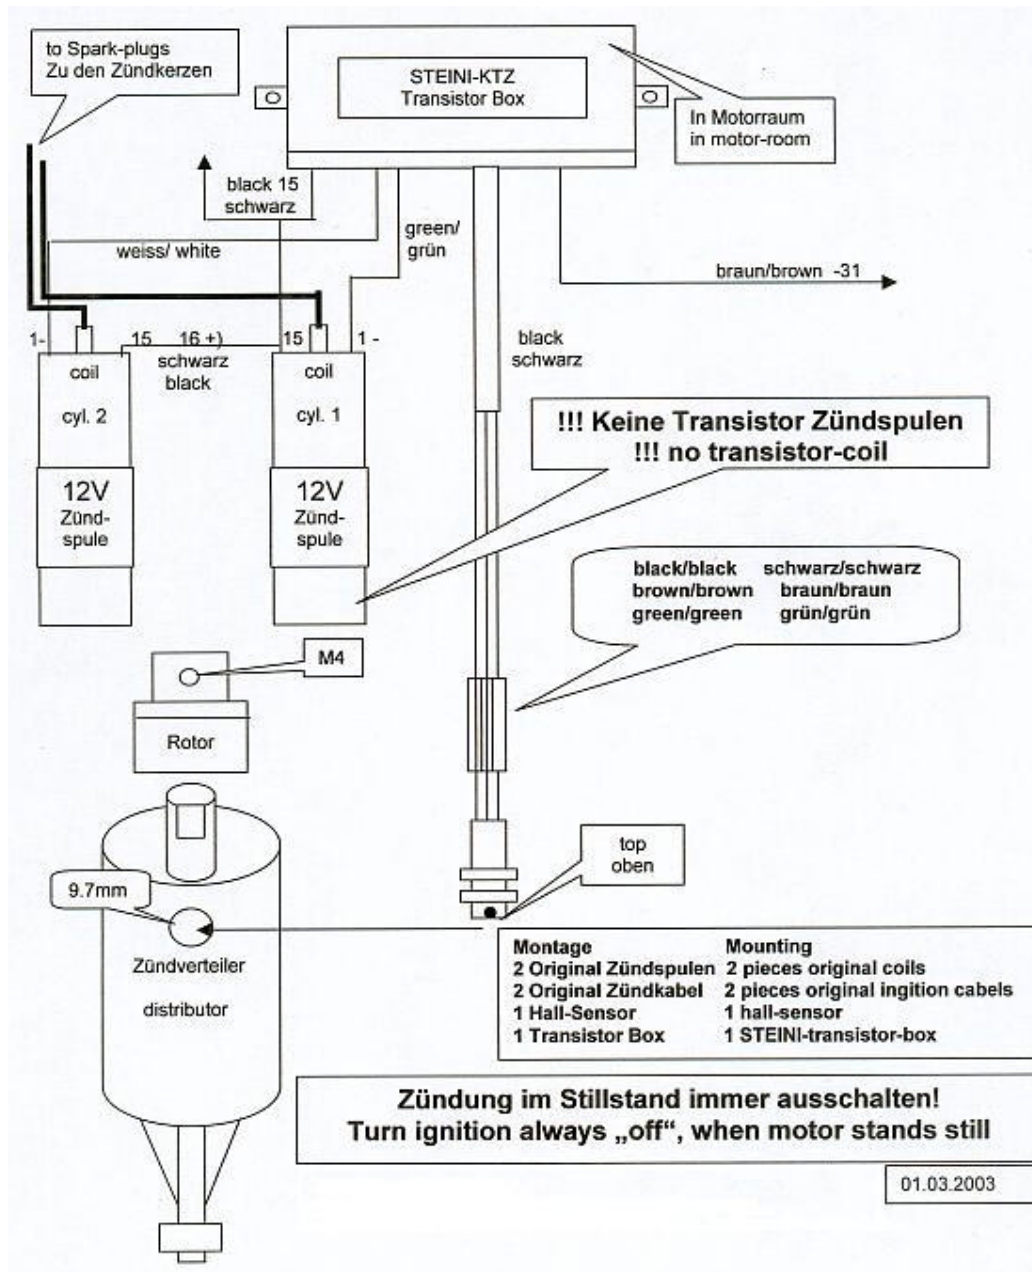 to Spark-plugs
Zu den Zündkerzen
STEINI-KTZ
Transistor Box
In Motorraum
in motor-room
black 15
schwarz
green/
grün
weiss/ white
braun/brown -31
1-
15 16 +)
schwarz
black
15
1 -
black
schwarz
coil
cyl. 2
coil
cyl. 1
!!! Keine Transistor Zündspulen
!!! no transistor-coil
12V
Zünd-
spule
12V
Zünd-
spule
black/black schwarz/schwarz
brown/brown braun/braun
green/green grün/grün
M4
Rotor
top
oben
9.7mm
Zündverteiler
distributor
Montage Mounting
2 Original Zündspulen 2 pieces original coils
2 Original Zündkabel 2 pieces original ingition cabels
1 Hall-Sensor 1 hall-sensor
1 Transistor Box 1 STEINI-transistor-box
Zündung im Stillstand immer ausschalten!
Turn ignition always „off“, when motor stands still
01.03.2003